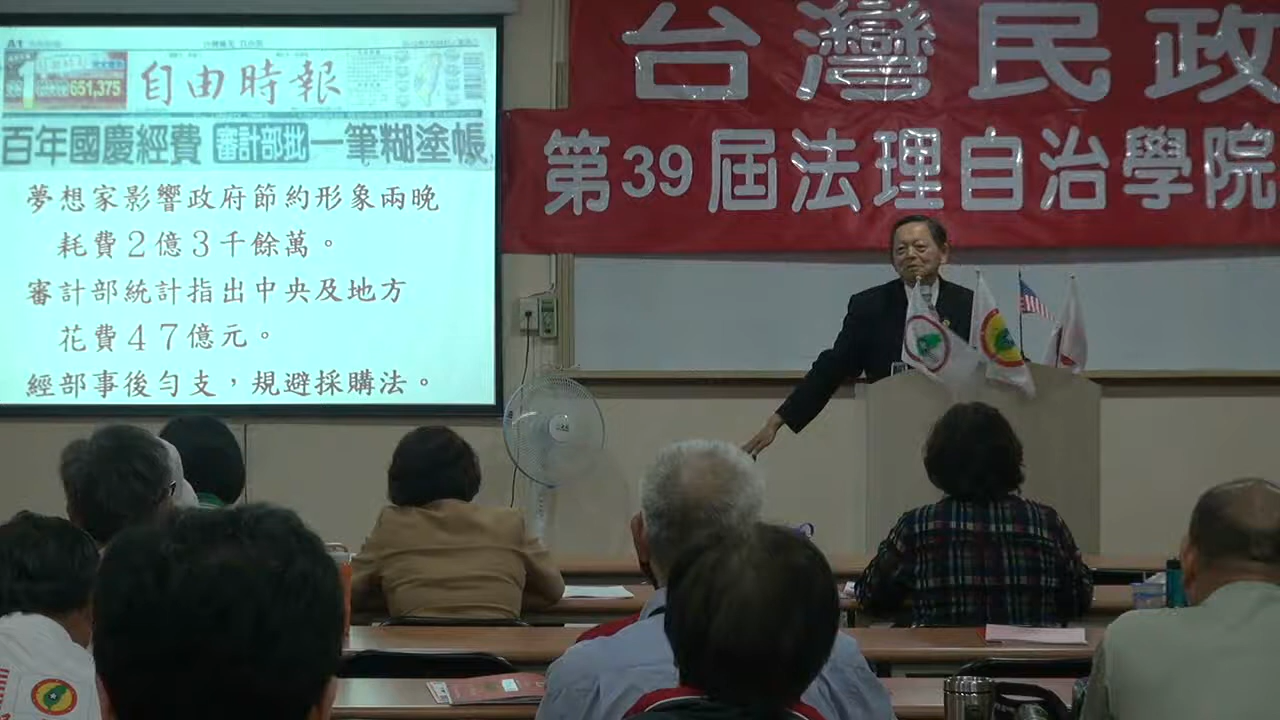 A1
自由時報
651,375
百年國慶經費 審計部批 一筆糊塗帳
夢想家影響政府節約形象兩晚
耗費2億3千餘萬。
審計部統計指出中央及地方
花費47億元。
經部事後勻支，規避採購法。
台灣民政
第39屆法理自治學院